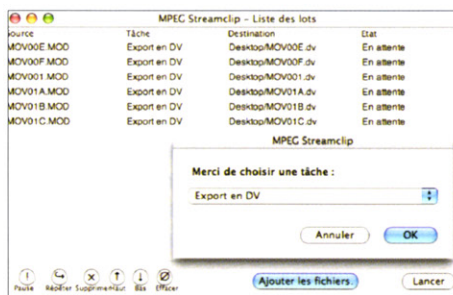 MPEG Streamclip – Liste des lots
Source Tâche Destination Etat
MOV00E.MOD Export en DV Desktop/MOV00E.dv En attente
MOV00F.MOD Export en DV Desktop/MOV00F.dv En attente
MOV001.MOD Export en DV Desktop/MOV001.dv En attente
MOV01A.MOD Export en DV Desktop/MOV01A.dv En attente
MOV01B.MOD Export en DV Desktop/MOV01B.dv En attente
MOV01C.MOD Export en DV Desktop/MOV01C.dv En attente
MPEG Streamclip
Merci de choisir une tâche :
Export en DV
Annuler OK
Pause Répéter Supprimer Haut Bas Effacer
Ajouter les fichiers. Lancer